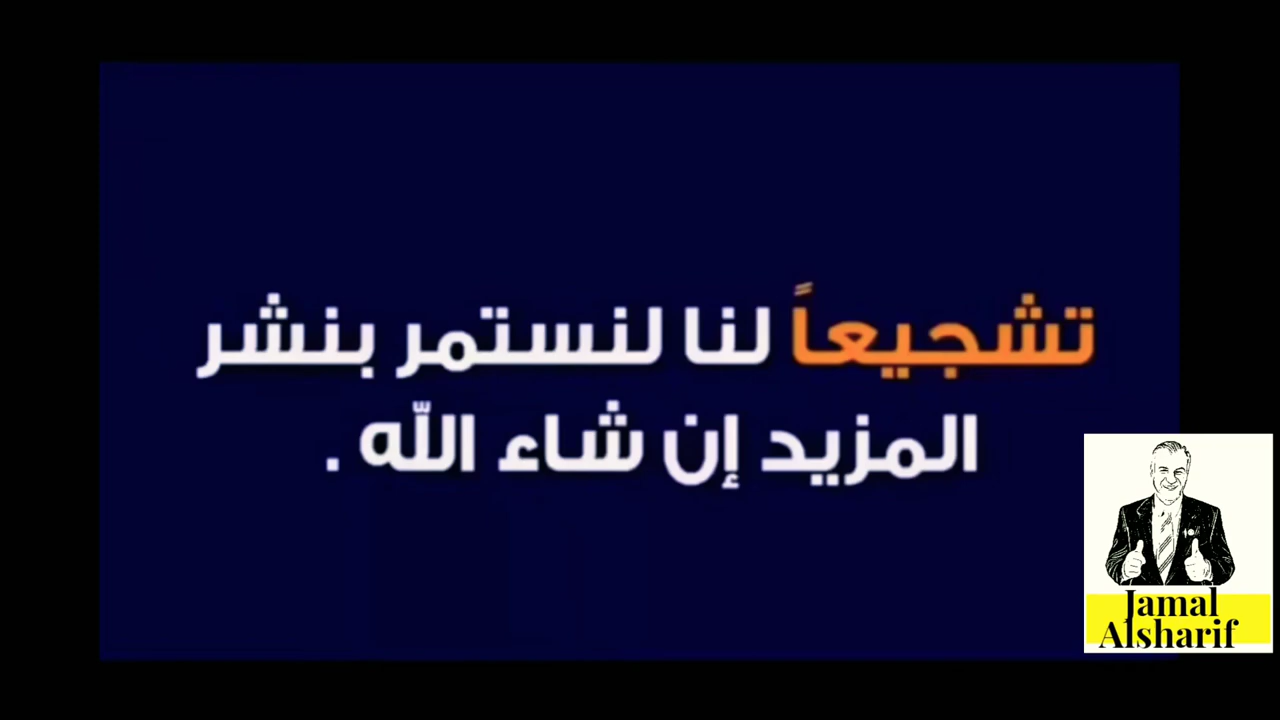 تشجيعاً لنا لنستمر بنشر
المزيد إن شاء الله .
Jamal
Alsharif